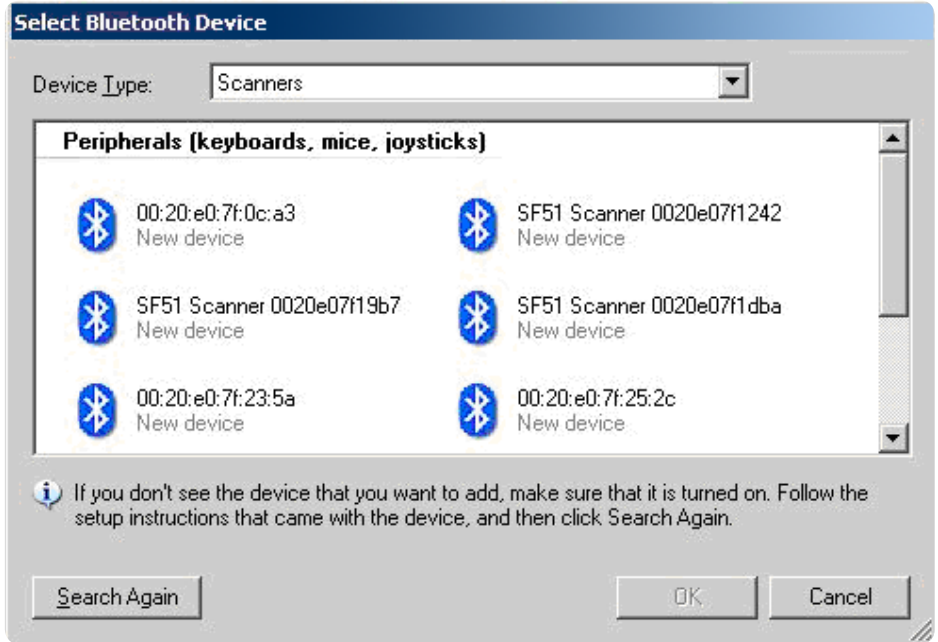 Select Bluetooth Device
Device Type: Scanners
Peripherals (keyboards, mice, joysticks)
00:20:e0:7f:0c:a3 SF51 Scanner 0020e07f1242
New device New device
SF51 Scanner 0020e07f19b7 SF51 Scanner 0020e07f1dba
New device New device
00:20:e0:7f:23:5a 00:20:e0:7f:25:2c
New device New device
If you don't see the device that you want to add, make sure that it is turned on. Follow the
setup instructions that came with the device, and then click Search Again.
Search Again OK Cancel